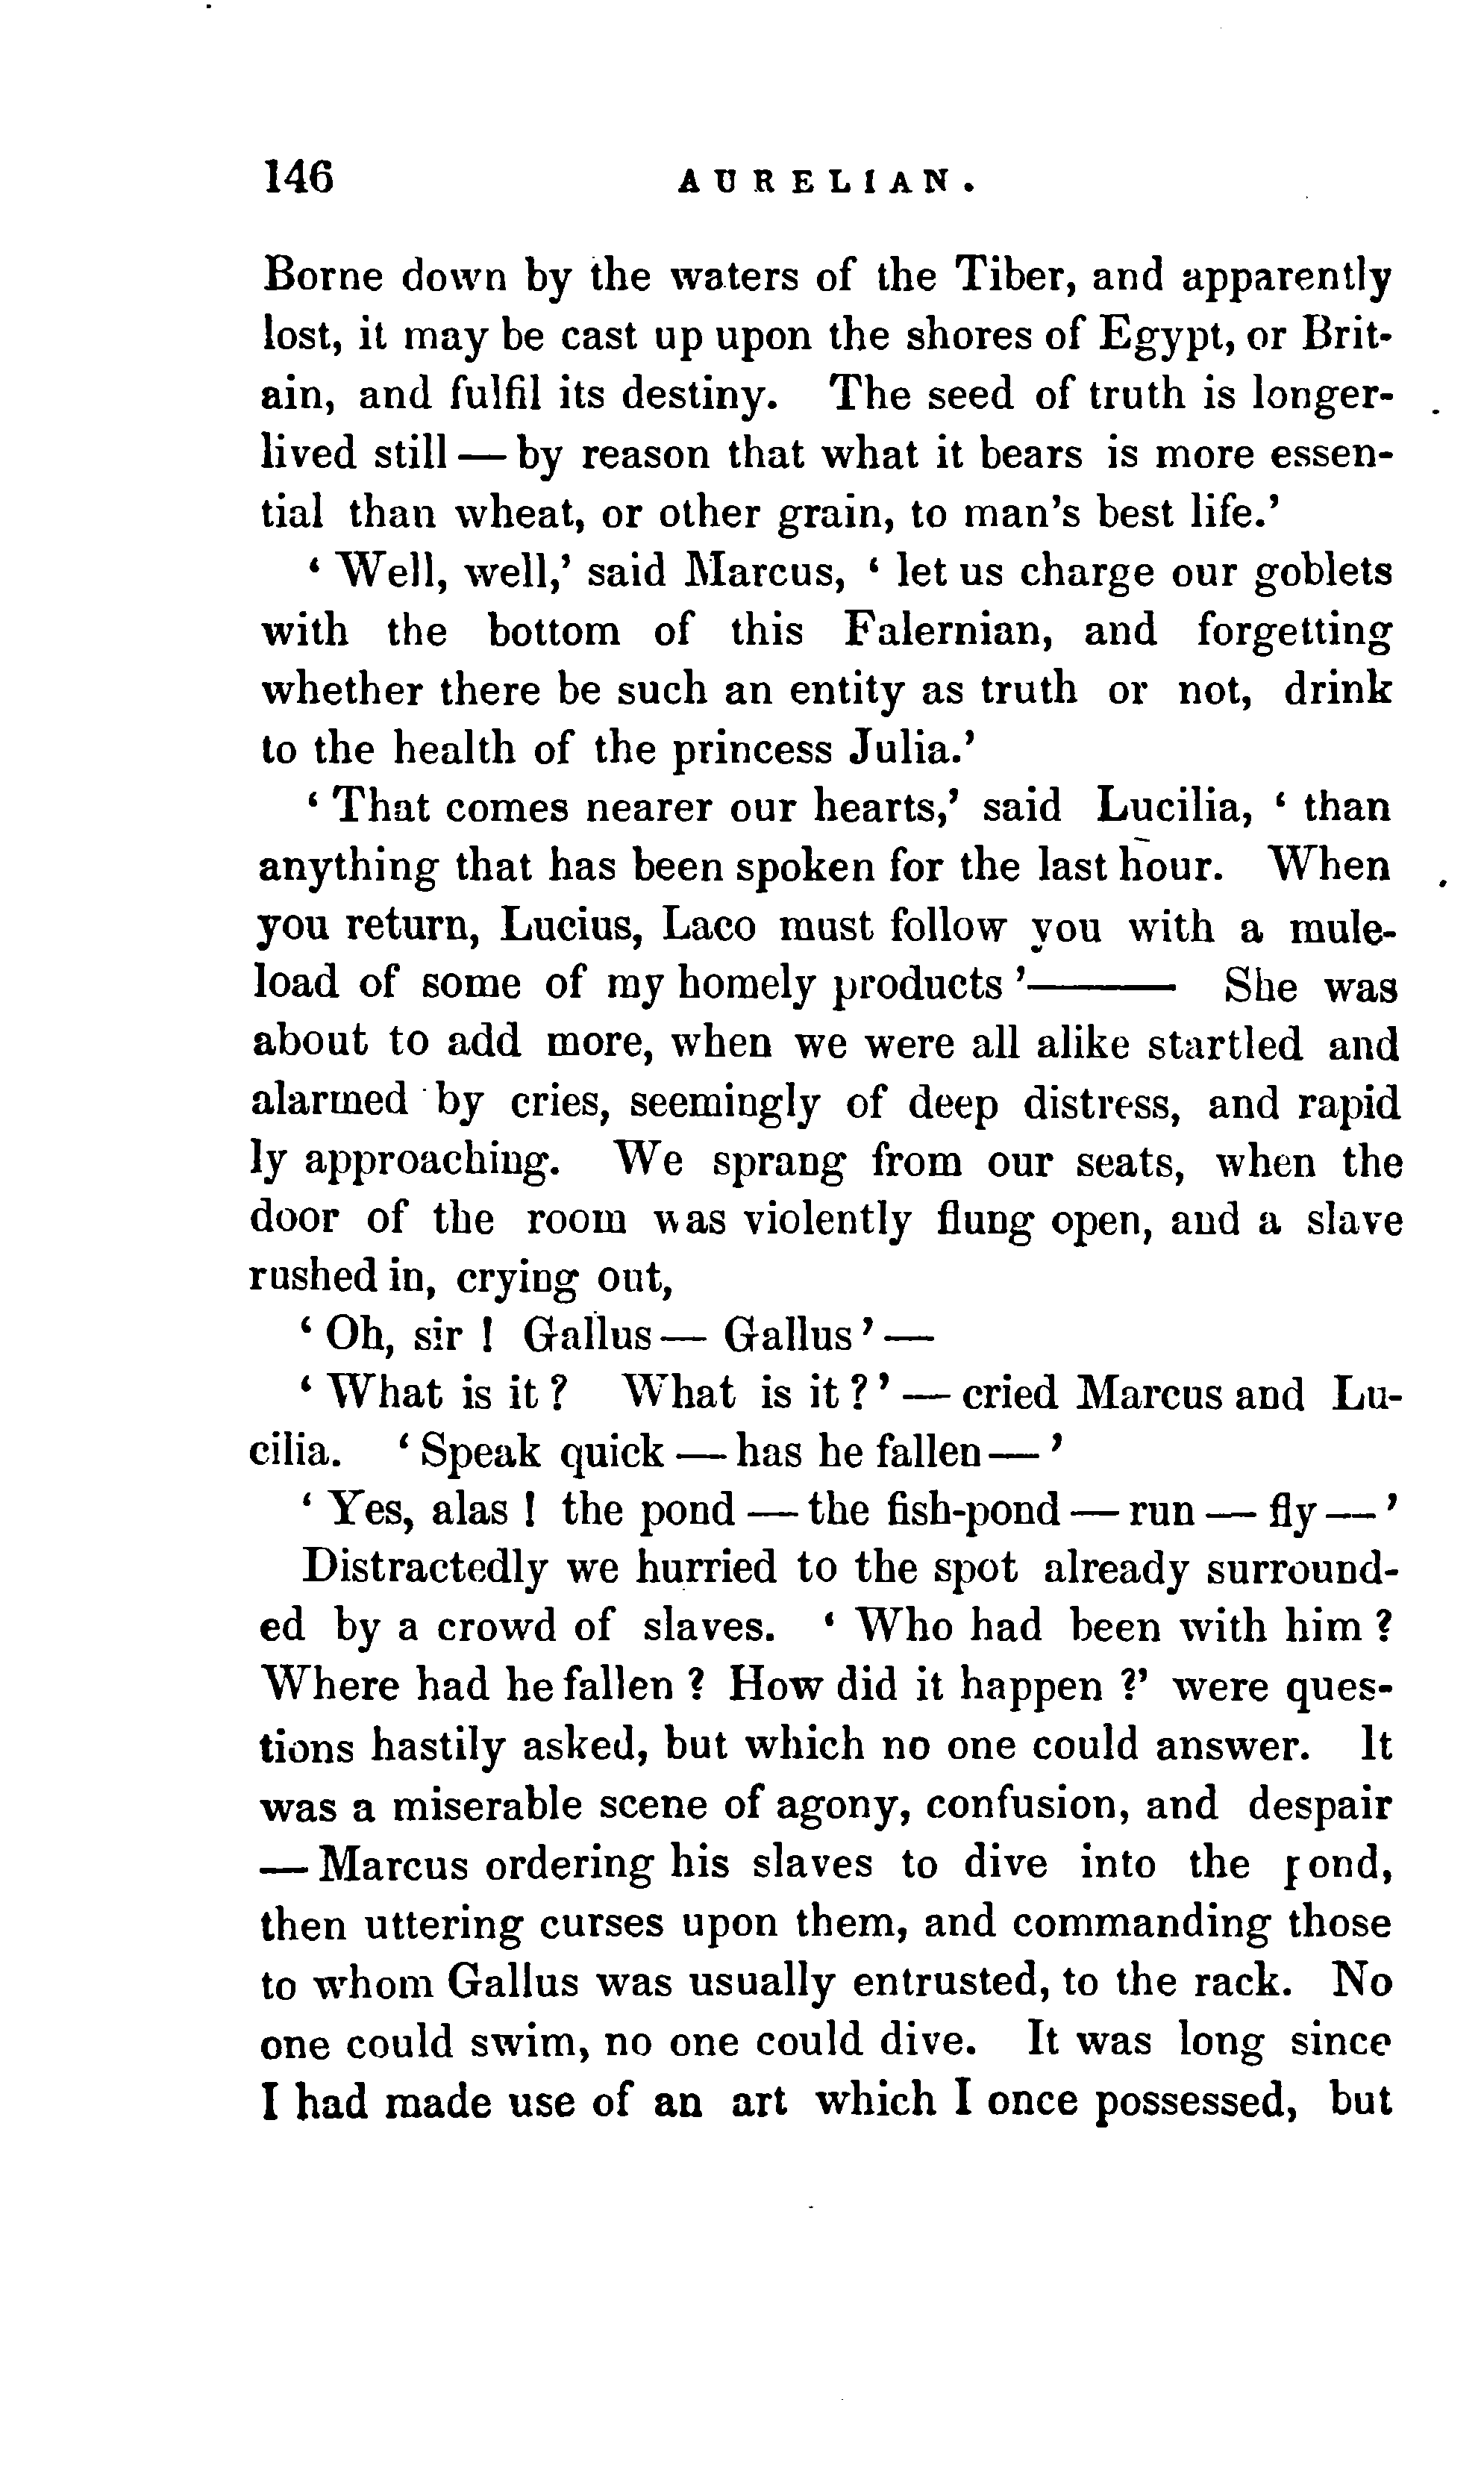 146 AURELIAN.
Borne down by the waters of the Tiber, and apparently
lost, it may be cast up upon the shores of Egypt, or Brit-
ain, and fulfil its destiny. The seed of truth is longer-
lived still — by reason that what it bears is more essen-
tial than wheat, or other grain, to man's best life.'
‘ Well, well,’ said Marcus, ‘ let us charge our goblets
with the bottom of this Falernian, and forgetting
whether there be such an entity as truth or not, drink
to the health of the princess Julia.’
‘ That comes nearer our hearts,’ said Lucilia, ‘ than
anything that has been spoken for the last hour. When
you return, Lucius, Laco must follow you with a mule-
load of some of my homely products ’——— She was
about to add more, when we were all alike startled and
alarmed by cries, seemingly of deep distress, and rapid
ly approaching. We sprang from our seats, when the
door of the room was violently flung open, and a slave
rushed in, crying out,
‘ Oh, sir ! Gallus — Gallus ’ —
‘ What is it ? What is it ? ’ — cried Marcus and Lu-
cilia. ‘ Speak quick — has he fallen — ’
‘ Yes, alas ! the pond — the fish-pond — run — fly — ’
Distractedly we hurried to the spot already surround-
ed by a crowd of slaves. ‘ Who had been with him ?
Where had he fallen ? How did it happen ?’ were ques-
tions hastily asked, but which no one could answer. It
was a miserable scene of agony, confusion, and despair
— Marcus ordering his slaves to dive into the pond,
then uttering curses upon them, and commanding those
to whom Gallus was usually entrusted, to the rack. No
one could swim, no one could dive. It was long since
I had made use of an art which I once possessed, but